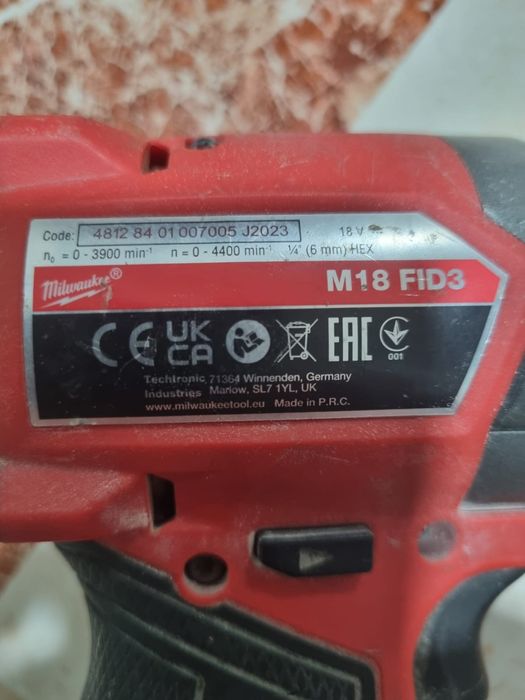 Code: 4812 84 01 007005 J2023 18 V
n₀ = 0 - 3900 min⁻¹ n = 0 - 4400 min⁻¹ ¼" (6 mm) HEX
Milwaukee®
M18 FID3
CE UK CA EAC 001
Techtronic 71364 Winnenden, Germany
Industries Marlow, SL7 1YL, UK
www.milwaukeetool.eu Made in P.R.C.